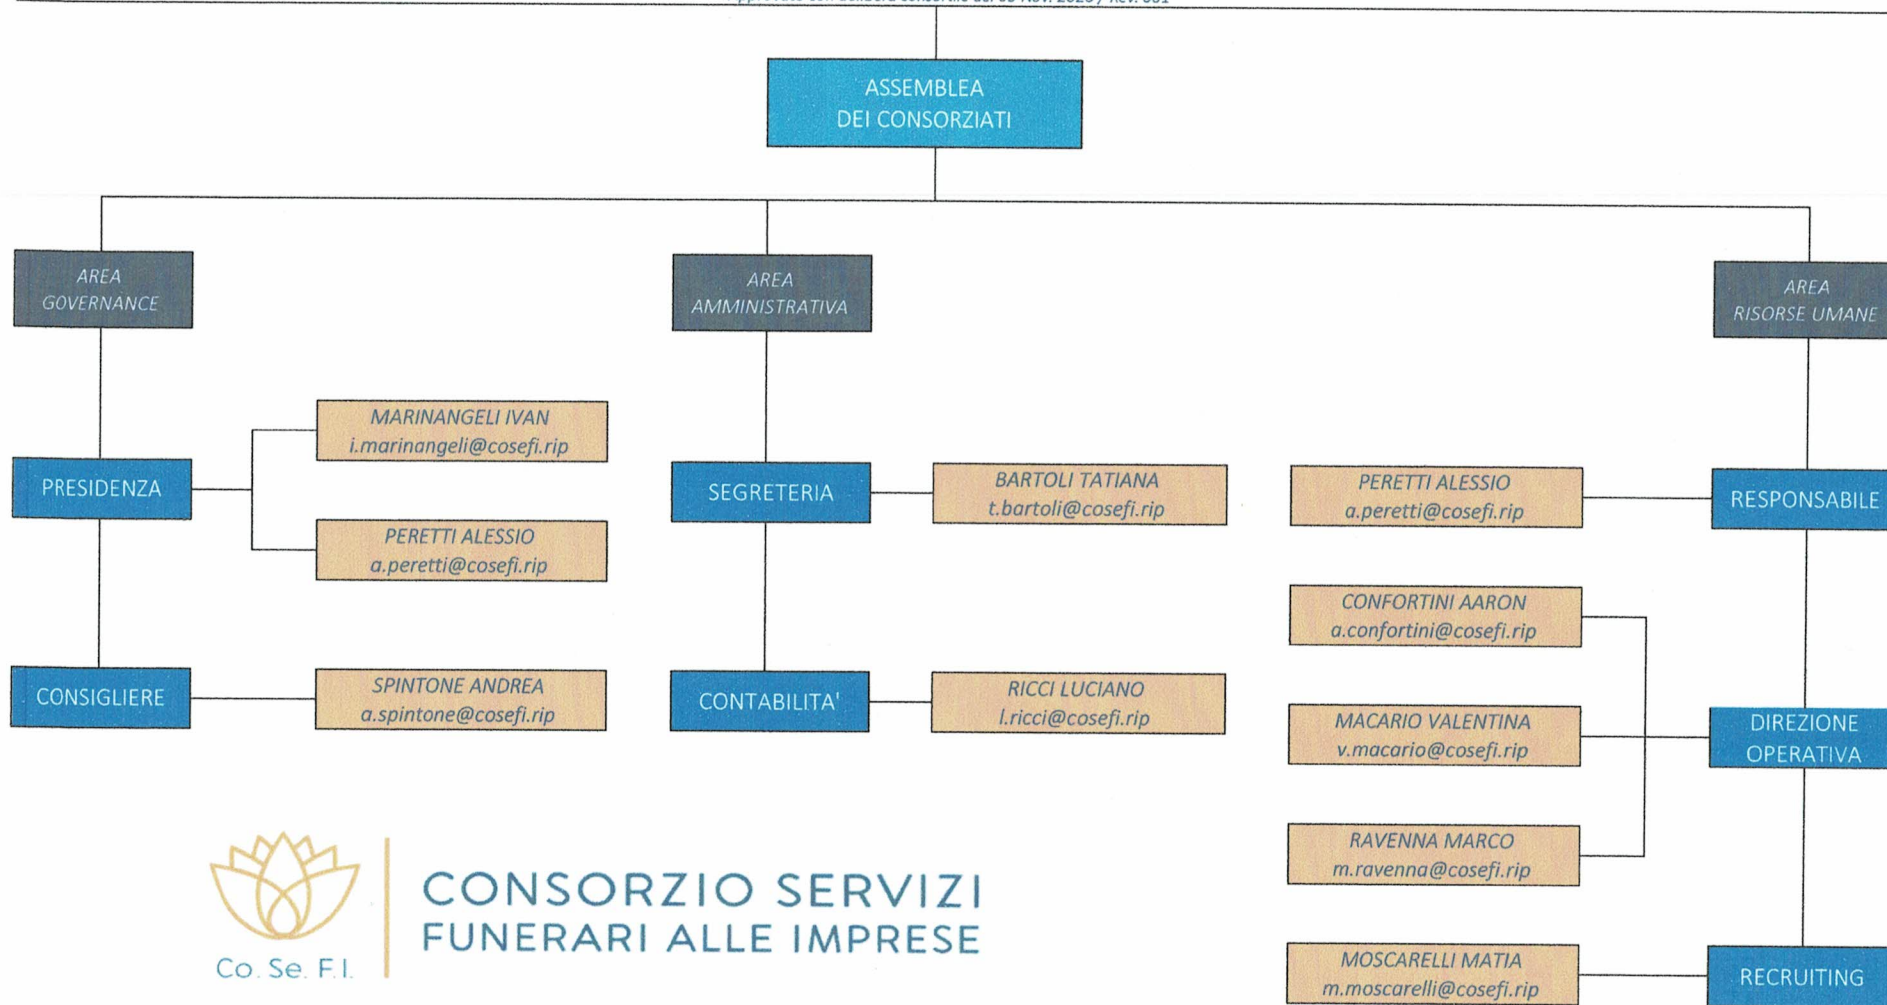 ASSEMBLEA
DEI CONSORZIATI
AREA
GOVERNANCE
AREA
AMMINISTRATIVA
AREA
RISORSE UMANE
MARINANGELI IVAN
i.marinangeli@cosefi.rip
PRESIDENZA
PERETTI ALESSIO
a.peretti@cosefi.rip
CONSIGLIERE
SPINTONE ANDREA
a.spintone@cosefi.rip
SEGRETERIA
BARTOLI TATIANA
t.bartoli@cosefi.rip
CONTABILITA'
RICCI LUCIANO
l.ricci@cosefi.rip
PERETTI ALESSIO
a.peretti@cosefi.rip
RESPONSABILE
CONFORTINI AARON
a.confortini@cosefi.rip
MACARIO VALENTINA
v.macario@cosefi.rip
DIREZIONE
OPERATIVA
RAVENNA MARCO
m.ravenna@cosefi.rip
MOSCARELLI MATIA
m.moscarelli@cosefi.rip
RECRUITING
Co. Se. F.I.
CONSORZIO SERVIZI
FUNERARI ALLE IMPRESE